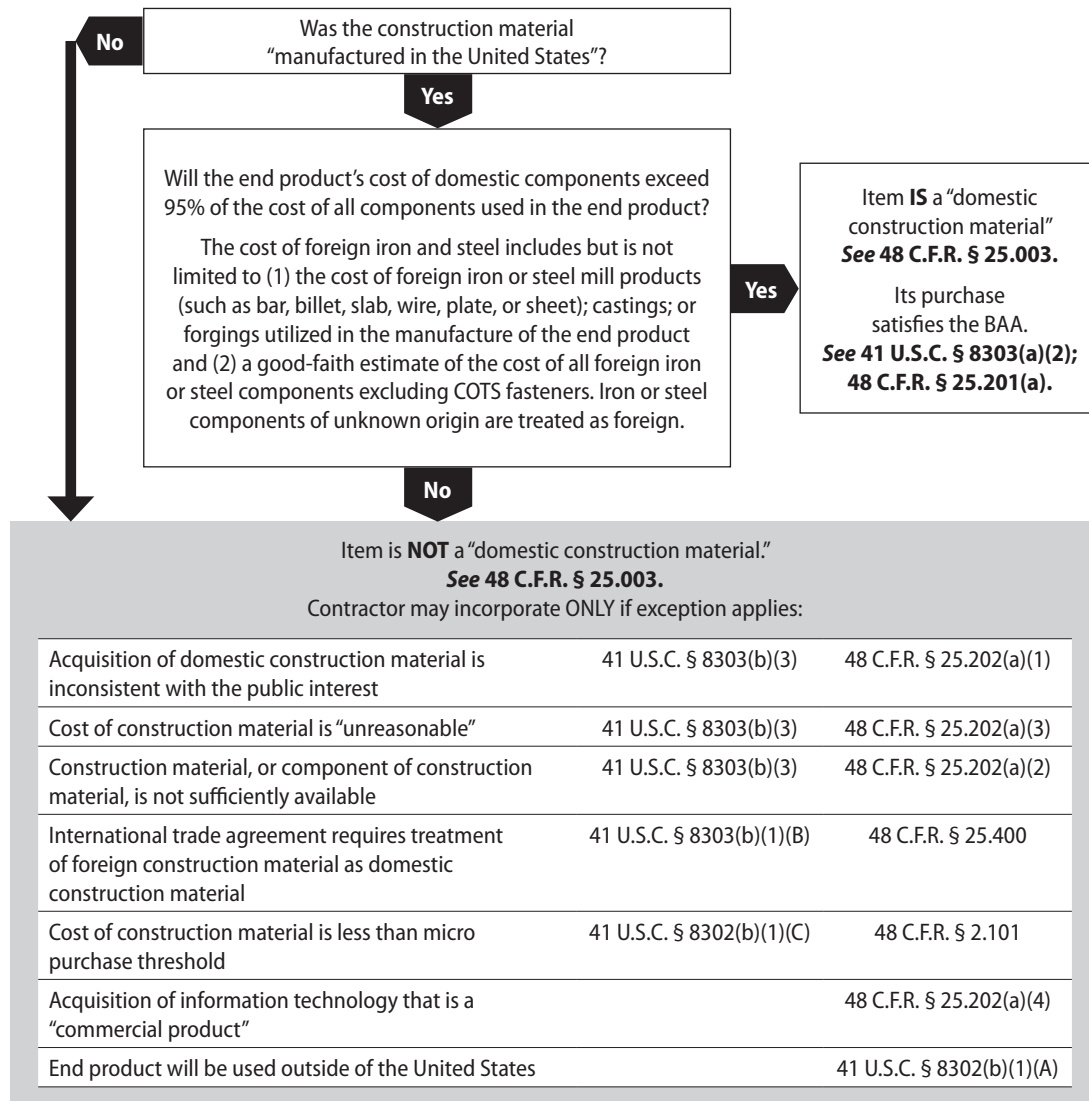 No
Was the construction material
“manufactured in the United States”?
Yes
Will the end product’s cost of domestic components exceed
95% of the cost of all components used in the end product?
The cost of foreign iron and steel includes but is not
limited to (1) the cost of foreign iron or steel mill products
(such as bar, billet, slab, wire, plate, or sheet); castings; or
forgings utilized in the manufacture of the end product
and (2) a good-faith estimate of the cost of all foreign iron
or steel components excluding COTS fasteners. Iron or steel
components of unknown origin are treated as foreign.
Yes
Item IS a “domestic
construction material”
See 48 C.F.R. § 25.003.
Its purchase
satisfies the BAA.
See 41 U.S.C. § 8303(a)(2);
48 C.F.R. § 25.201(a).
No
Item is NOT a “domestic construction material.”
See 48 C.F.R. § 25.003.
Contractor may incorporate ONLY if exception applies:
Acquisition of domestic construction material is 41 U.S.C. § 8303(b)(3) 48 C.F.R. § 25.202(a)(1)
inconsistent with the public interest
Cost of construction material is “unreasonable” 41 U.S.C. § 8303(b)(3) 48 C.F.R. § 25.202(a)(3)
Construction material, or component of construction 41 U.S.C. § 8303(b)(3) 48 C.F.R. § 25.202(a)(2)
material, is not sufficiently available
International trade agreement requires treatment 41 U.S.C. § 8303(b)(1)(B) 48 C.F.R. § 25.400
of foreign construction material as domestic
construction material
Cost of construction material is less than micro 41 U.S.C. § 8302(b)(1)(C) 48 C.F.R. § 2.101
purchase threshold
Acquisition of information technology that is a 48 C.F.R. § 25.202(a)(4)
“commercial product”
End product will be used outside of the United States 41 U.S.C. § 8302(b)(1)(A)